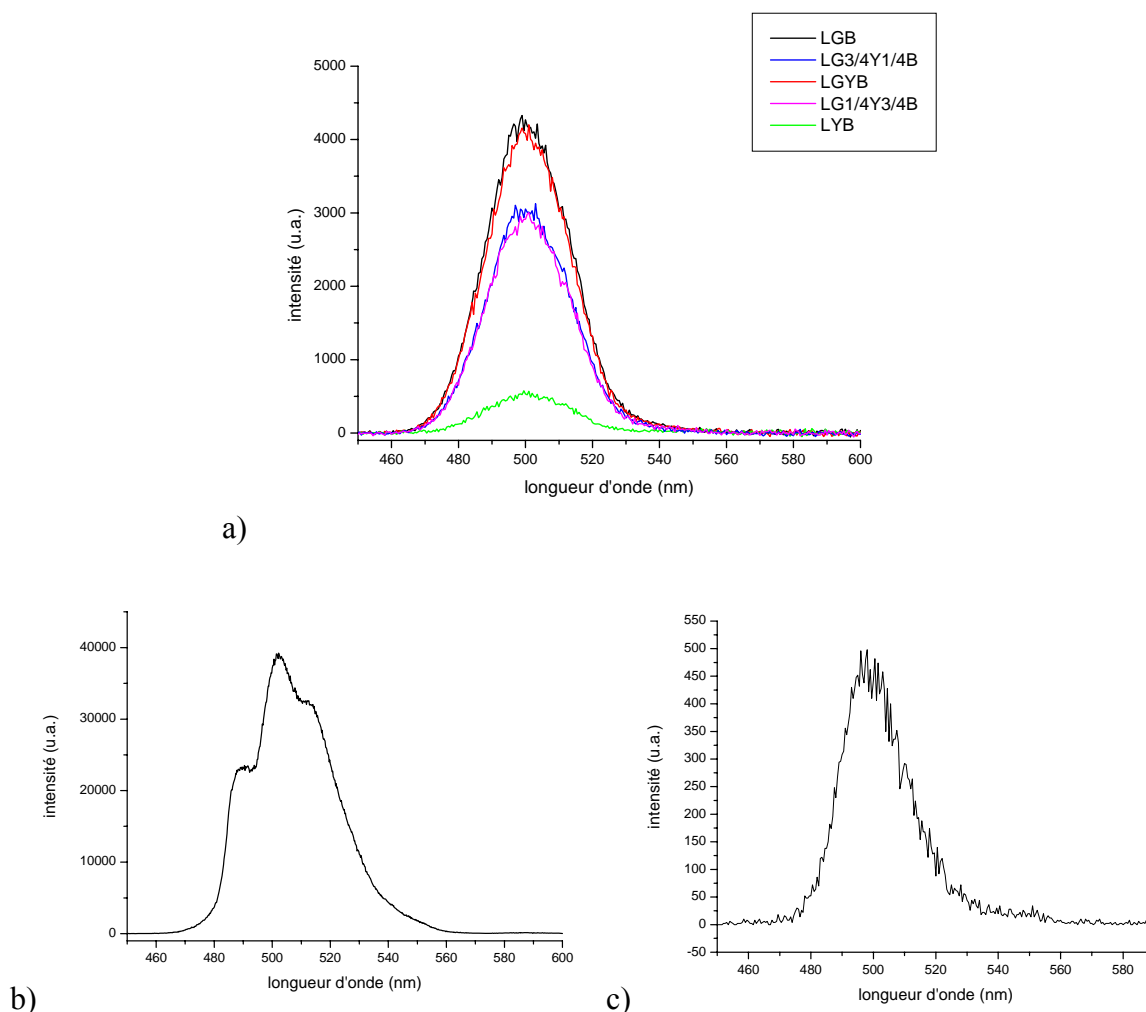 LGB
LG3/4Y1/4B
LGYB
LG1/4Y3/4B
LYB
5000
4000
3000
2000
1000
0
intensité (u.a.)
460 480 500 520 540 560 580 600
longueur d'onde (nm)
a)
40000
30000
20000
10000
0
intensité (u.a.)
460 480 500 520 540 560 580 600
longueur d'onde (nm)
b)
550
500
450
400
350
300
250
200
150
100
50
0
-50
intensité (u.a.)
460 480 500 520 540 560 580
longueur d'onde (nm)
c)